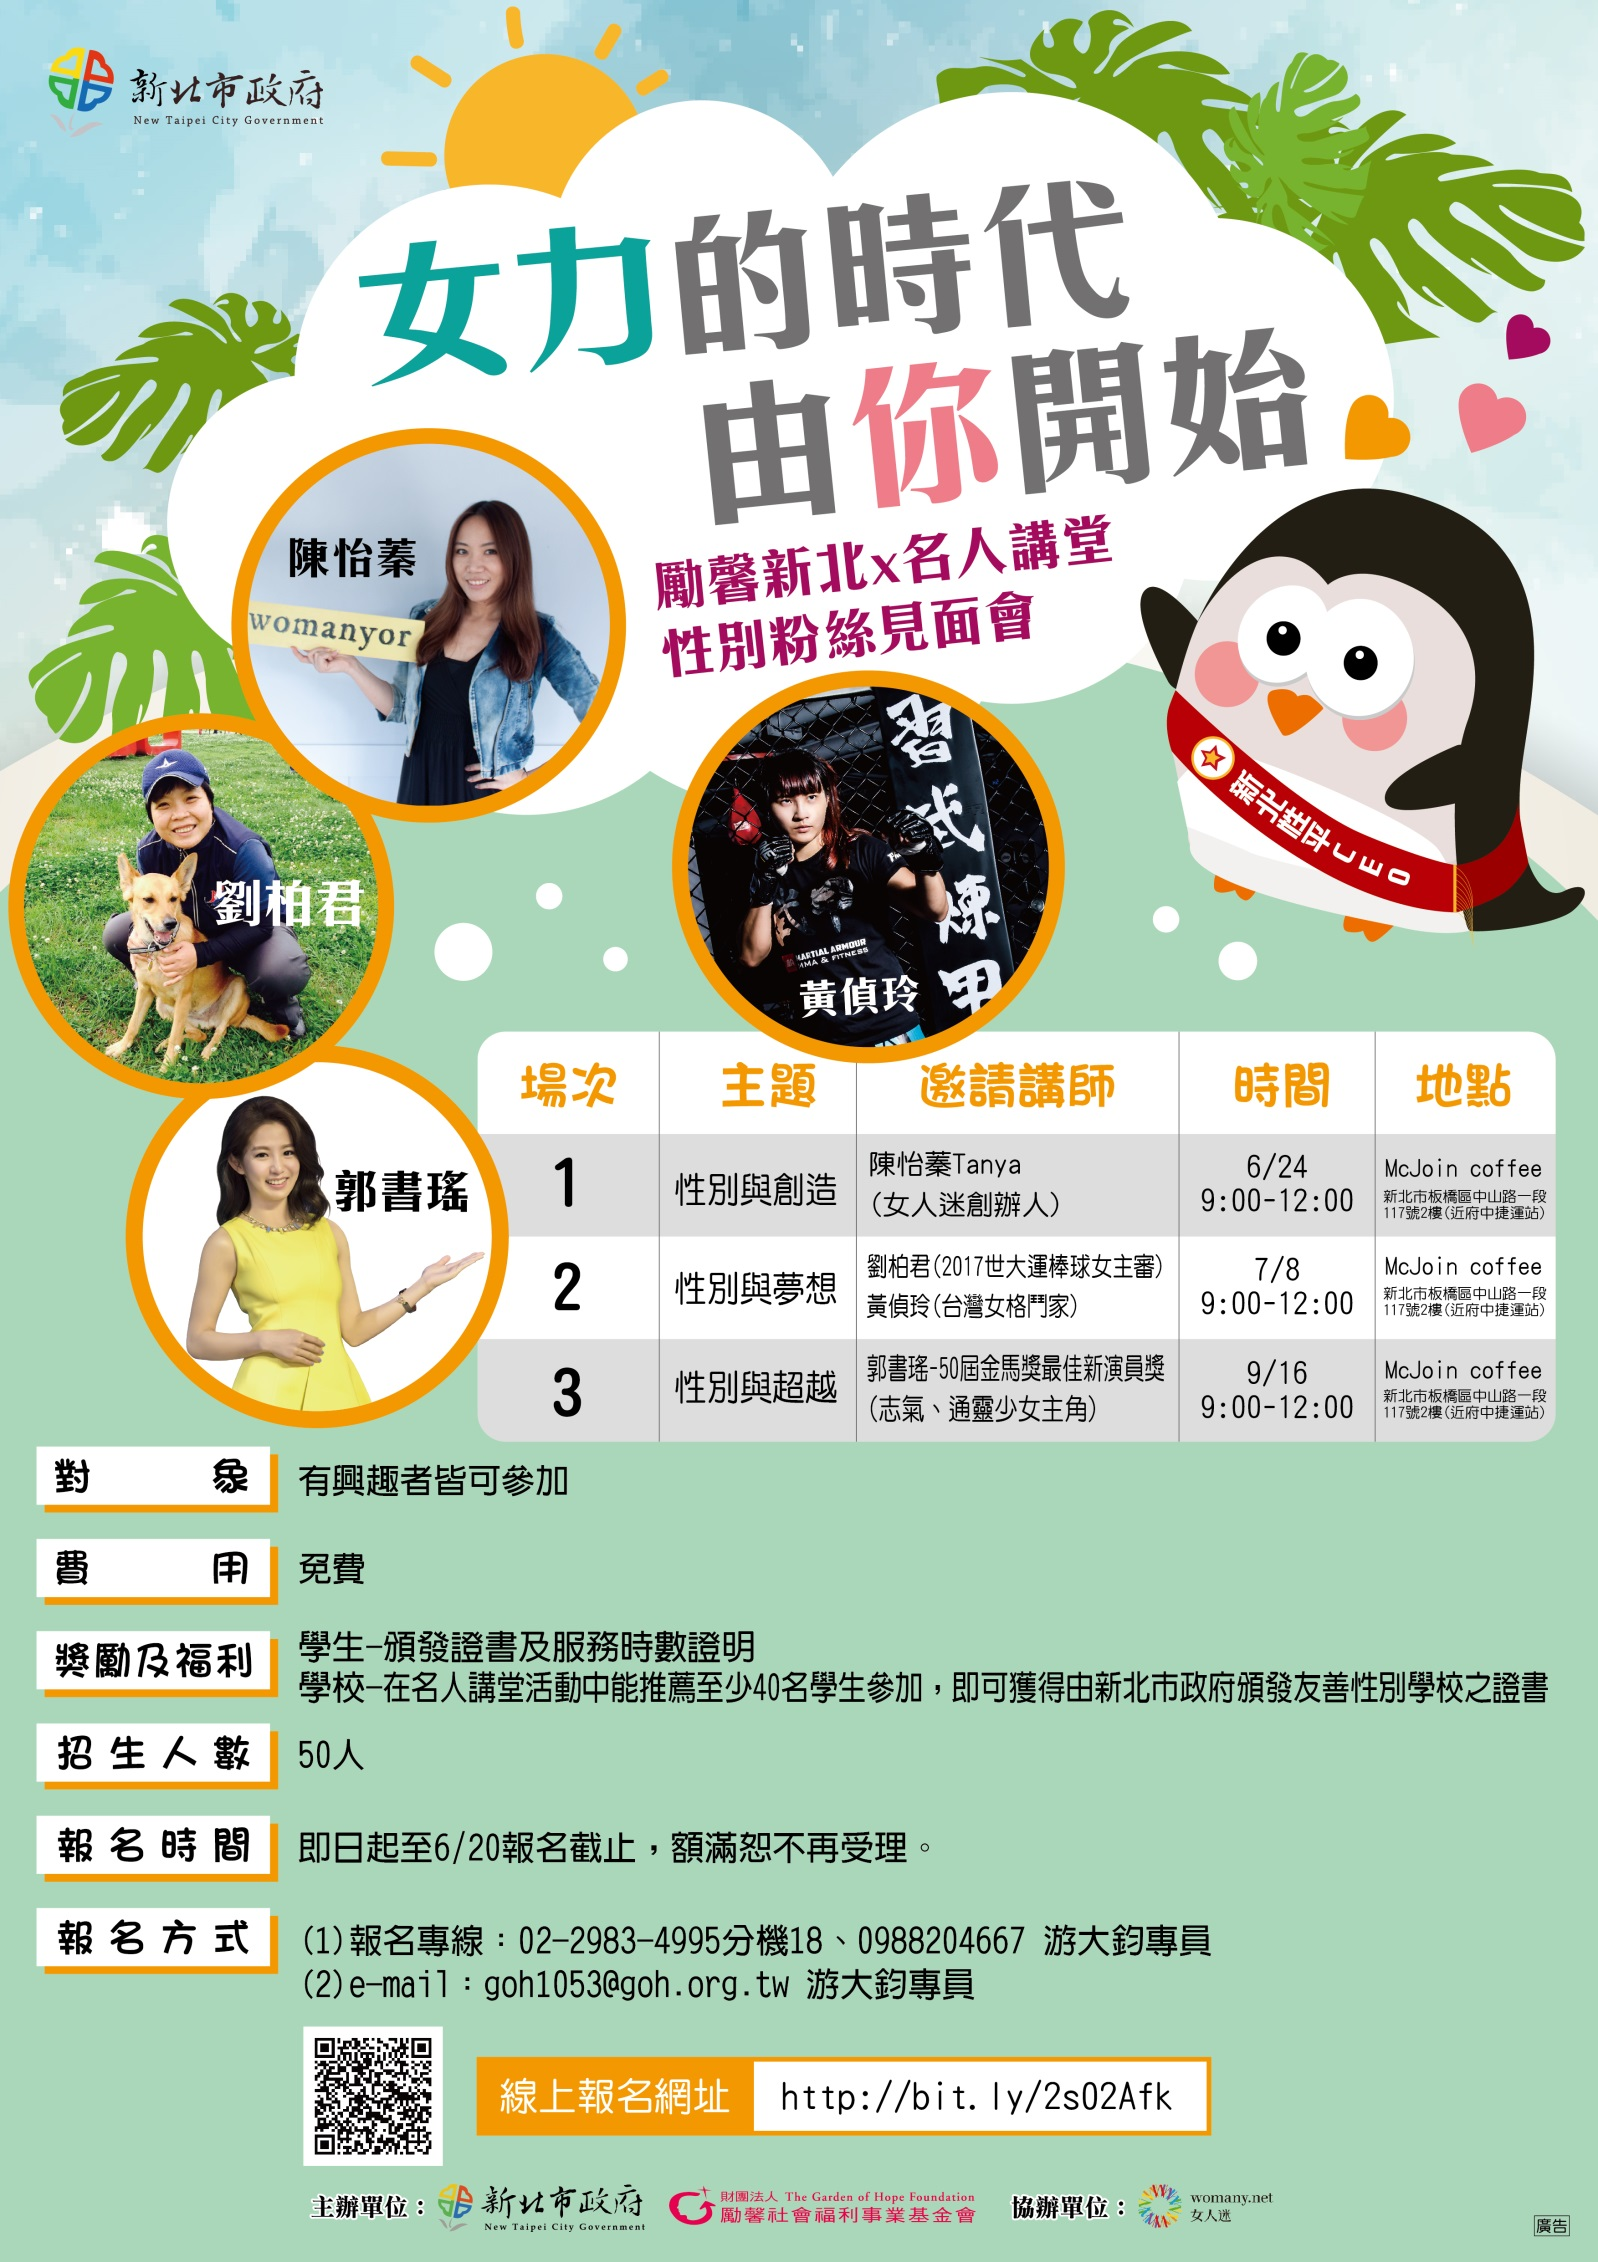 新北市政府
New Taipei City Government
女力的時代
由你開始
勵馨新北x名人講堂
性別粉絲見面會
陳怡蓁
womanyor
劉柏君
習武煉甲
MARTIAL ARMOUR
MMA & FITNESS
黃偵玲
新北性平CEO
郭書瑤
場次 主題 邀請講師 時間 地點
1 性別與創造 陳怡蓁Tanya (女人迷創辦人) 6/24 9:00-12:00 McJoin coffee 新北市板橋區中山路一段117號2樓(近府中捷運站)
2 性別與夢想 劉柏君(2017世大運棒球女主審) 黃偵玲(台灣女格鬥家) 7/8 9:00-12:00 McJoin coffee 新北市板橋區中山路一段117號2樓(近府中捷運站)
3 性別與超越 郭書瑤-50屆金馬獎最佳新演員獎 (志氣、通靈少女主角) 9/16 9:00-12:00 McJoin coffee 新北市板橋區中山路一段117號2樓(近府中捷運站)
對象 有興趣者皆可參加
費用 免費
獎勵及福利 學生-頒發證書及服務時數證明
學校-在名人講堂活動中能推薦至少40名學生參加，即可獲得由新北市政府頒發友善性別學校之證書
招生人數 50人
報名時間 即日起至6/20報名截止，額滿恕不再受理。
報名方式 (1)報名專線：02-2983-4995分機18、0988204667 游大鈞專員
(2)e-mail：goh1053@goh.org.tw 游大鈞專員
線上報名網址 http://bit.ly/2s02Afk
主辦單位： 新北市政府 New Taipei City Government 財團法人 The Garden of Hope Foundation 勵馨社會福利事業基金會 協辦單位： womany.net 女人迷
廣告